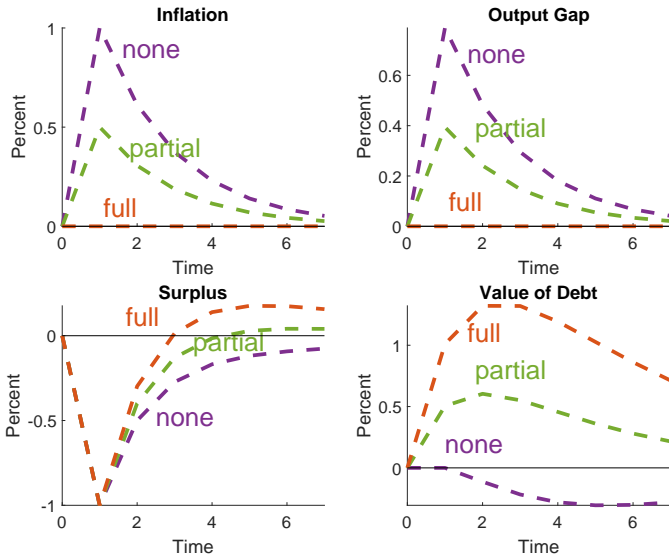 Inflation
1
0.5
0
Percent
none
partial
full
0 2 4 6
Time
Output Gap
0.6
0.4
0.2
0
Percent
none
partial
full
0 2 4 6
Time
Surplus
0
-0.5
-1
Percent
full
partial
none
0 2 4 6
Time
Value of Debt
1
0.5
0
Percent
full
partial
none
0 2 4 6
Time